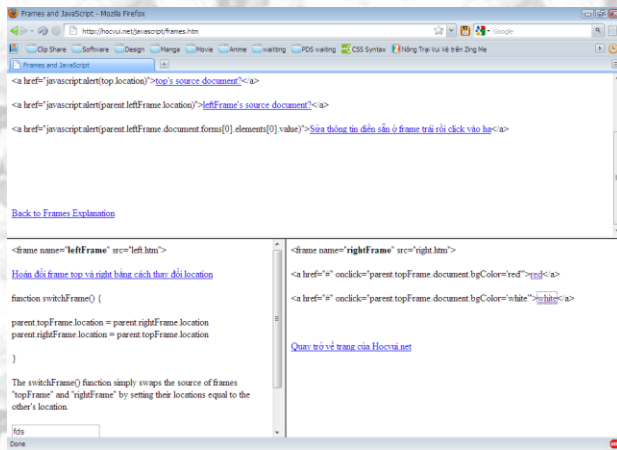 Frames and JavaScript - Mozilla Firefox
http://hocvui.net/javascript/frames.htm
Google
Clip Share Software Design Manga Movie Anime waitting PDS waiting CSS Syntax Nông Trại Vui Vẻ trên Zing Me
Frames and JavaScript
<a href="javascript:alert(top.location)">top's source document?</a>
<a href="javascript:alert(parent.leftFrame.location)">leftFrame's source document?</a>
<a href="javascript:alert(parent.leftFrame.document.forms[0].elements[0].value)">Sửa thông tin điền sẵn ở frame trái rồi click vào ha</a>
Back to Frames Explanation
<frame name="leftFrame" src="left.htm">
Hoán đổi frame top và right bằng cách thay đổi location
function switchFrame() {
parent.topFrame.location = parent.rightFrame.location
parent.rightFrame.location = parent.topFrame.location
}
The switchFrame() function simply swaps the source of frames
"topFrame" and "rightFrame" by setting their locations equal to the
other's location.
fds
<frame name="rightFrame" src="right.htm">
<a href="#" onclick="parent.topFrame.document.bgColor='red'">red</a>
<a href="#" onclick="parent.topFrame.document.bgColor='white'">white</a>
Quay trở về trang của Hocvui.net
Done